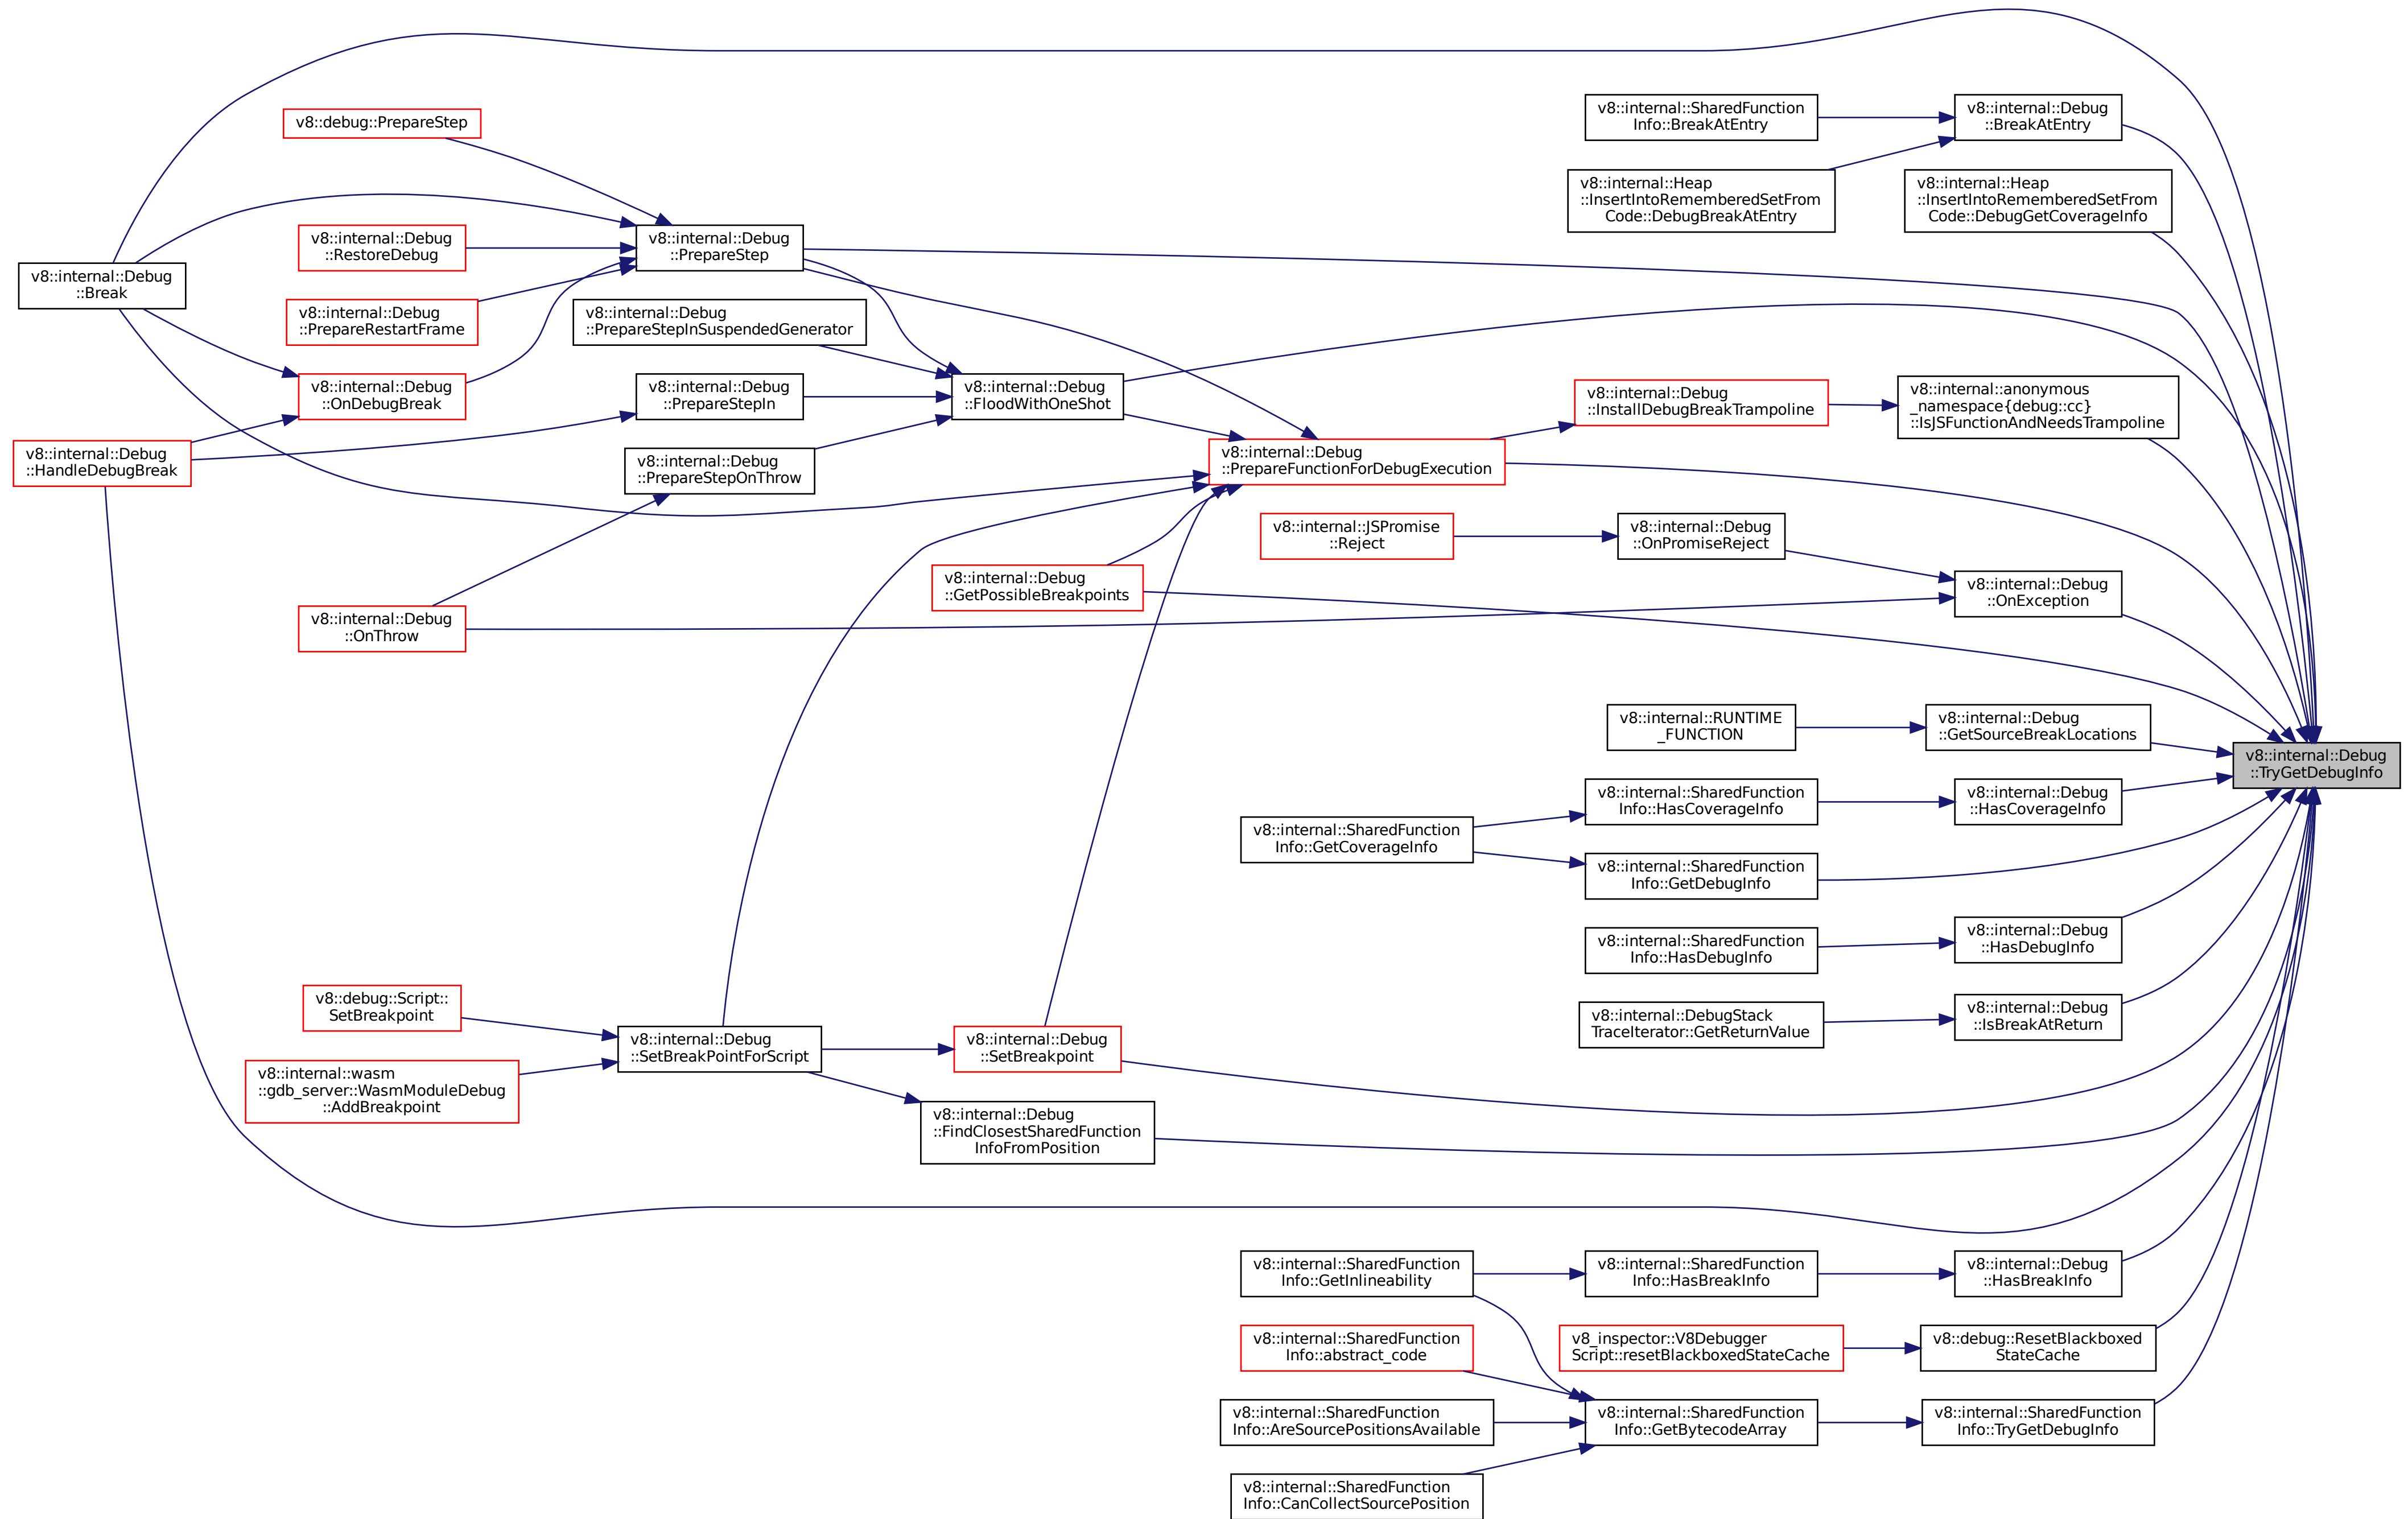 v8::internal::Debug
::Break
v8::debug::PrepareStep
v8::internal::Debug
::RestoreDebug
v8::internal::Debug
::PrepareRestartFrame
v8::internal::Debug
::OnDebugBreak
v8::internal::Debug
::HandleDebugBreak
v8::internal::Debug
::OnThrow
v8::debug::Script::
SetBreakpoint
v8::internal::wasm
::gdb_server::WasmModuleDebug
::AddBreakpoint
v8::internal::Debug
::PrepareStep
v8::internal::Debug
::PrepareStepInSuspendedGenerator
v8::internal::Debug
::PrepareStepIn
v8::internal::Debug
::PrepareStepOnThrow
v8::internal::Debug
::SetBreakPointForScript
v8::internal::Debug
::FloodWithOneShot
v8::internal::Debug
::GetPossibleBreakpoints
v8::internal::Debug
::SetBreakpoint
v8::internal::Debug
::FindClosestSharedFunction
InfoFromPosition
v8::internal::Debug
::PrepareFunctionForDebugExecution
v8::internal::JSPromise
::Reject
v8::internal::SharedFunction
Info::GetCoverageInfo
v8::internal::SharedFunction
Info::GetInlineability
v8::internal::SharedFunction
Info::abstract_code
v8::internal::SharedFunction
Info::AreSourcePositionsAvailable
v8::internal::SharedFunction
Info::CanCollectSourcePosition
v8::internal::SharedFunction
Info::BreakAtEntry
v8::internal::Heap
::InsertIntoRememberedSetFrom
Code::DebugBreakAtEntry
v8::internal::Debug
::InstallDebugBreakTrampoline
v8::internal::Debug
::OnPromiseReject
v8::internal::RUNTIME
_FUNCTION
v8::internal::SharedFunction
Info::HasCoverageInfo
v8::internal::SharedFunction
Info::GetDebugInfo
v8::internal::SharedFunction
Info::HasDebugInfo
v8::internal::DebugStack
TraceIterator::GetReturnValue
v8::internal::SharedFunction
Info::HasBreakInfo
v8_inspector::V8Debugger
Script::resetBlackboxedStateCache
v8::internal::SharedFunction
Info::GetBytecodeArray
v8::internal::Debug
::BreakAtEntry
v8::internal::Heap
::InsertIntoRememberedSetFrom
Code::DebugGetCoverageInfo
v8::internal::anonymous
_namespace{debug::cc}
::IsJSFunctionAndNeedsTrampoline
v8::internal::Debug
::OnException
v8::internal::Debug
::GetSourceBreakLocations
v8::internal::Debug
::HasCoverageInfo
v8::internal::Debug
::HasDebugInfo
v8::internal::Debug
::IsBreakAtReturn
v8::internal::Debug
::HasBreakInfo
v8::debug::ResetBlackboxed
StateCache
v8::internal::SharedFunction
Info::TryGetDebugInfo
v8::internal::Debug
::TryGetDebugInfo